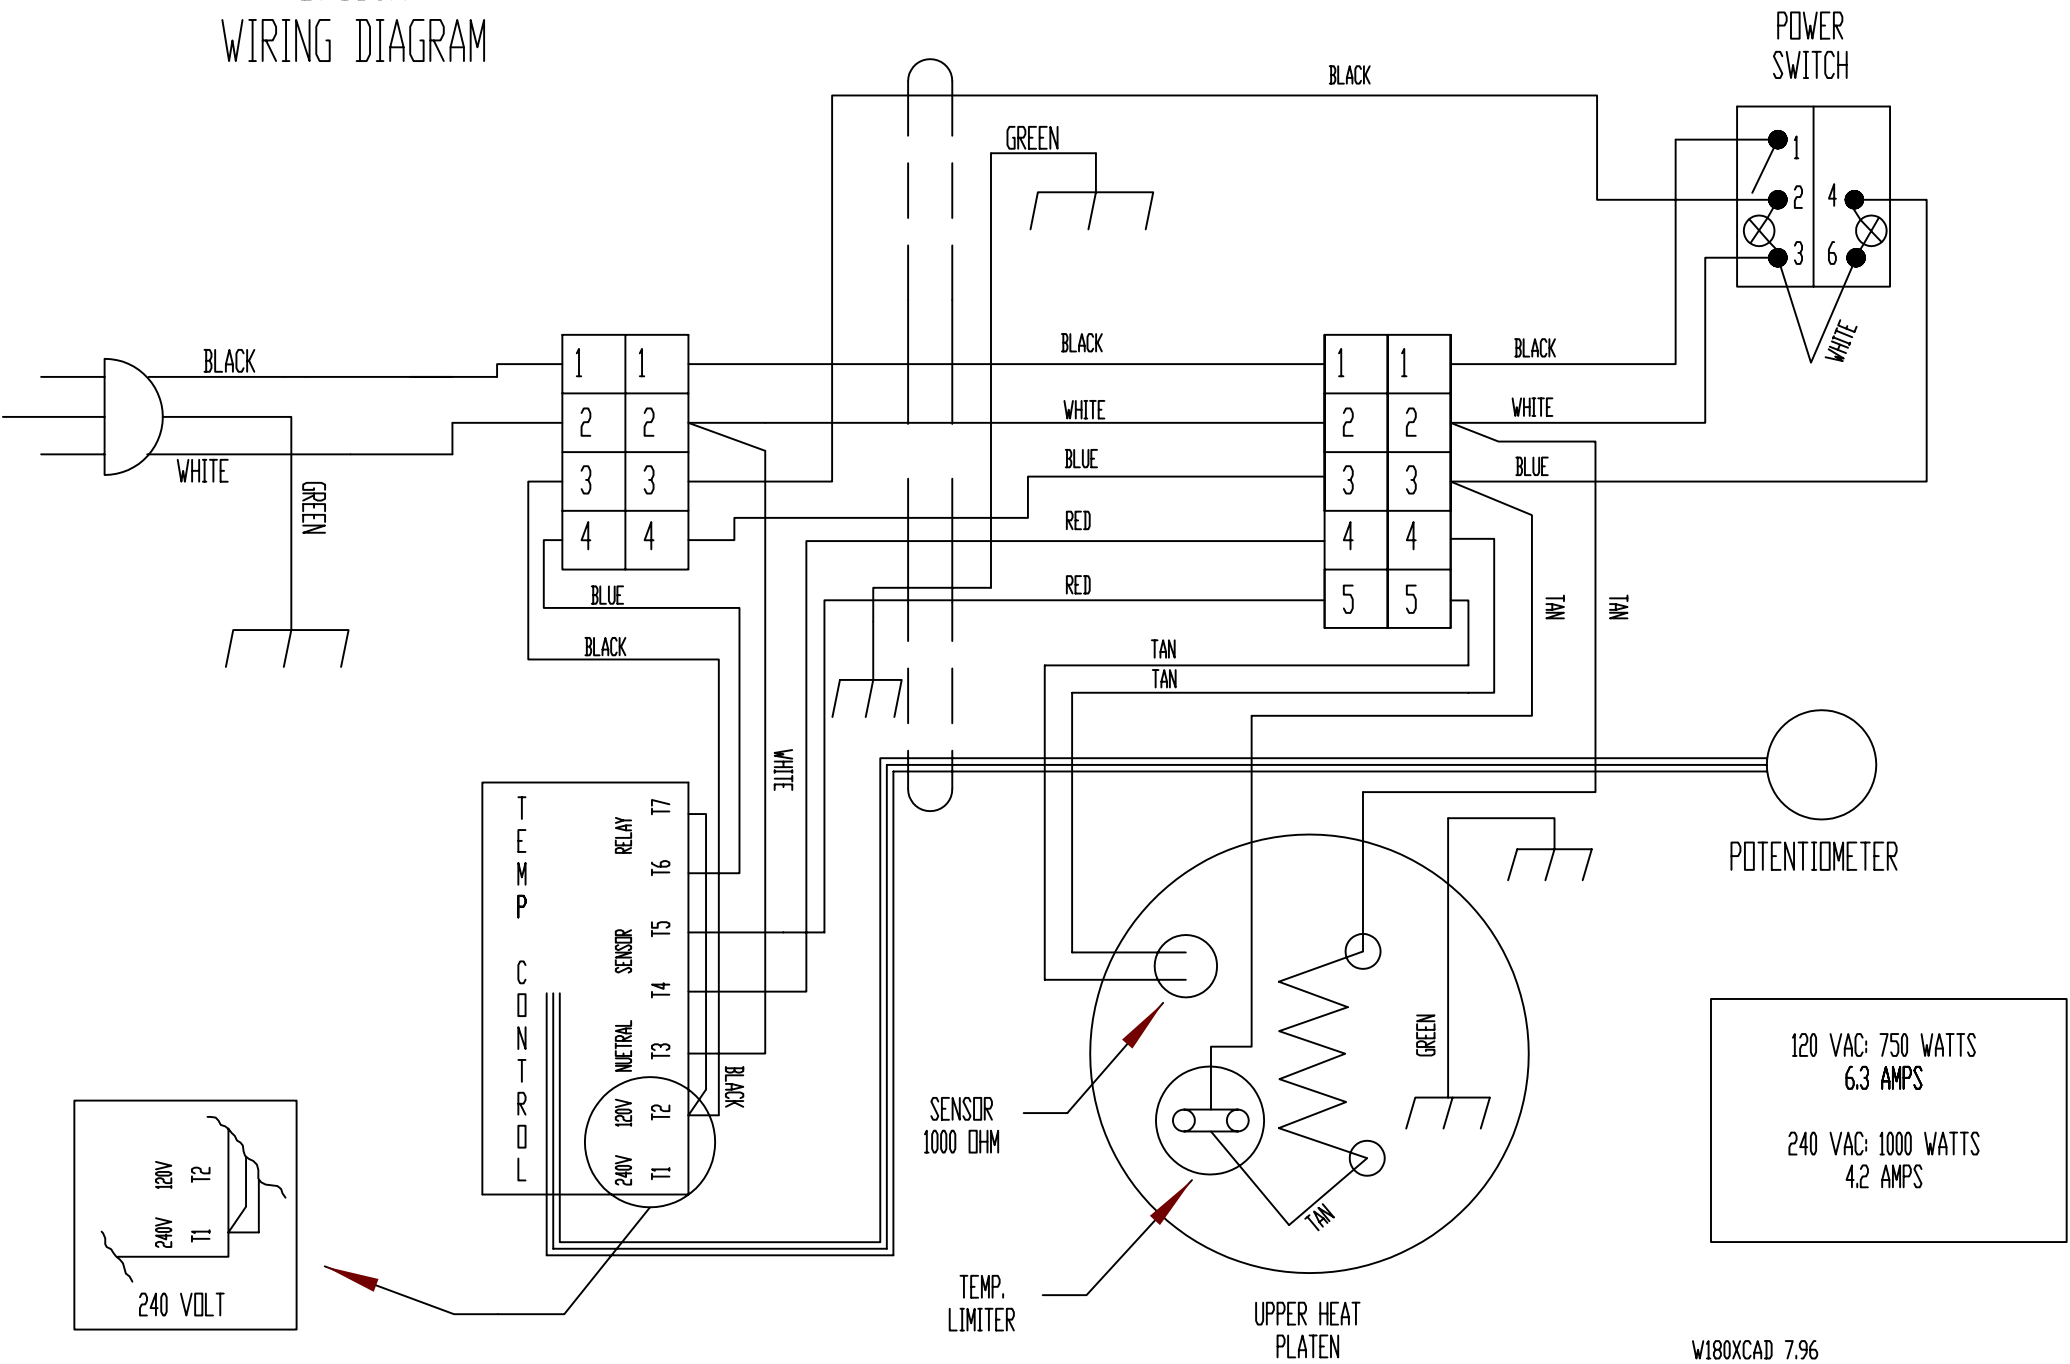 WIRING DIAGRAM
POWER
SWITCH
BLACK
GREEN
1
2
3
4
6
WHITE
BLACK
WHITE
GREEN
1 1
2 2
3 3
4 4
BLACK
WHITE
BLUE
RED
RED
1 1
2 2
3 3
4 4
5 5
BLACK
WHITE
BLUE
TAN
TAN
BLUE
BLACK
TAN
TAN
WHITE
TEMP CONTROL
RELAY
T7
T6
SENSOR
T5
T4
NUETRAL
T3
120V T2
240V T1
BLACK
POTENTIOMETER
GREEN
SENSOR
1000 OHM
TAN
TEMP.
LIMITER
UPPER HEAT
PLATEN
120V T2
240V T1
240 VOLT
120 VAC: 750 WATTS
6.3 AMPS
240 VAC: 1000 WATTS
4.2 AMPS
W180XCAD 7.96